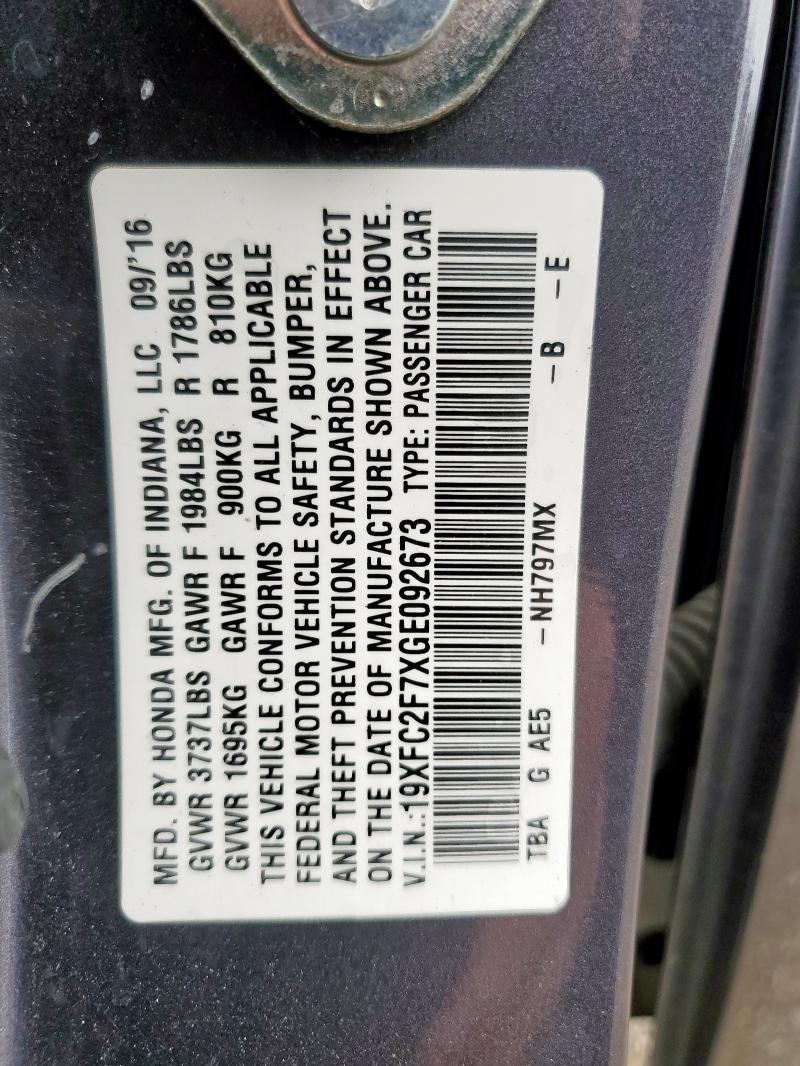 MFD. BY HONDA MFG. OF INDIANA, LLC 09/'16
GVWR 3737LBS GAWR F 1984LBS R 1786LBS
GVWR 1695KG GAWR F 900KG R 810KG
THIS VEHICLE CONFORMS TO ALL APPLICABLE
FEDERAL MOTOR VEHICLE SAFETY, BUMPER,
AND THEFT PREVENTION STANDARDS IN EFFECT
ON THE DATE OF MANUFACTURE SHOWN ABOVE.
V.I.N.:19XFC2F7XGE092673 TYPE: PASSENGER CAR
TBA G AE5 –NH797MX –B –E